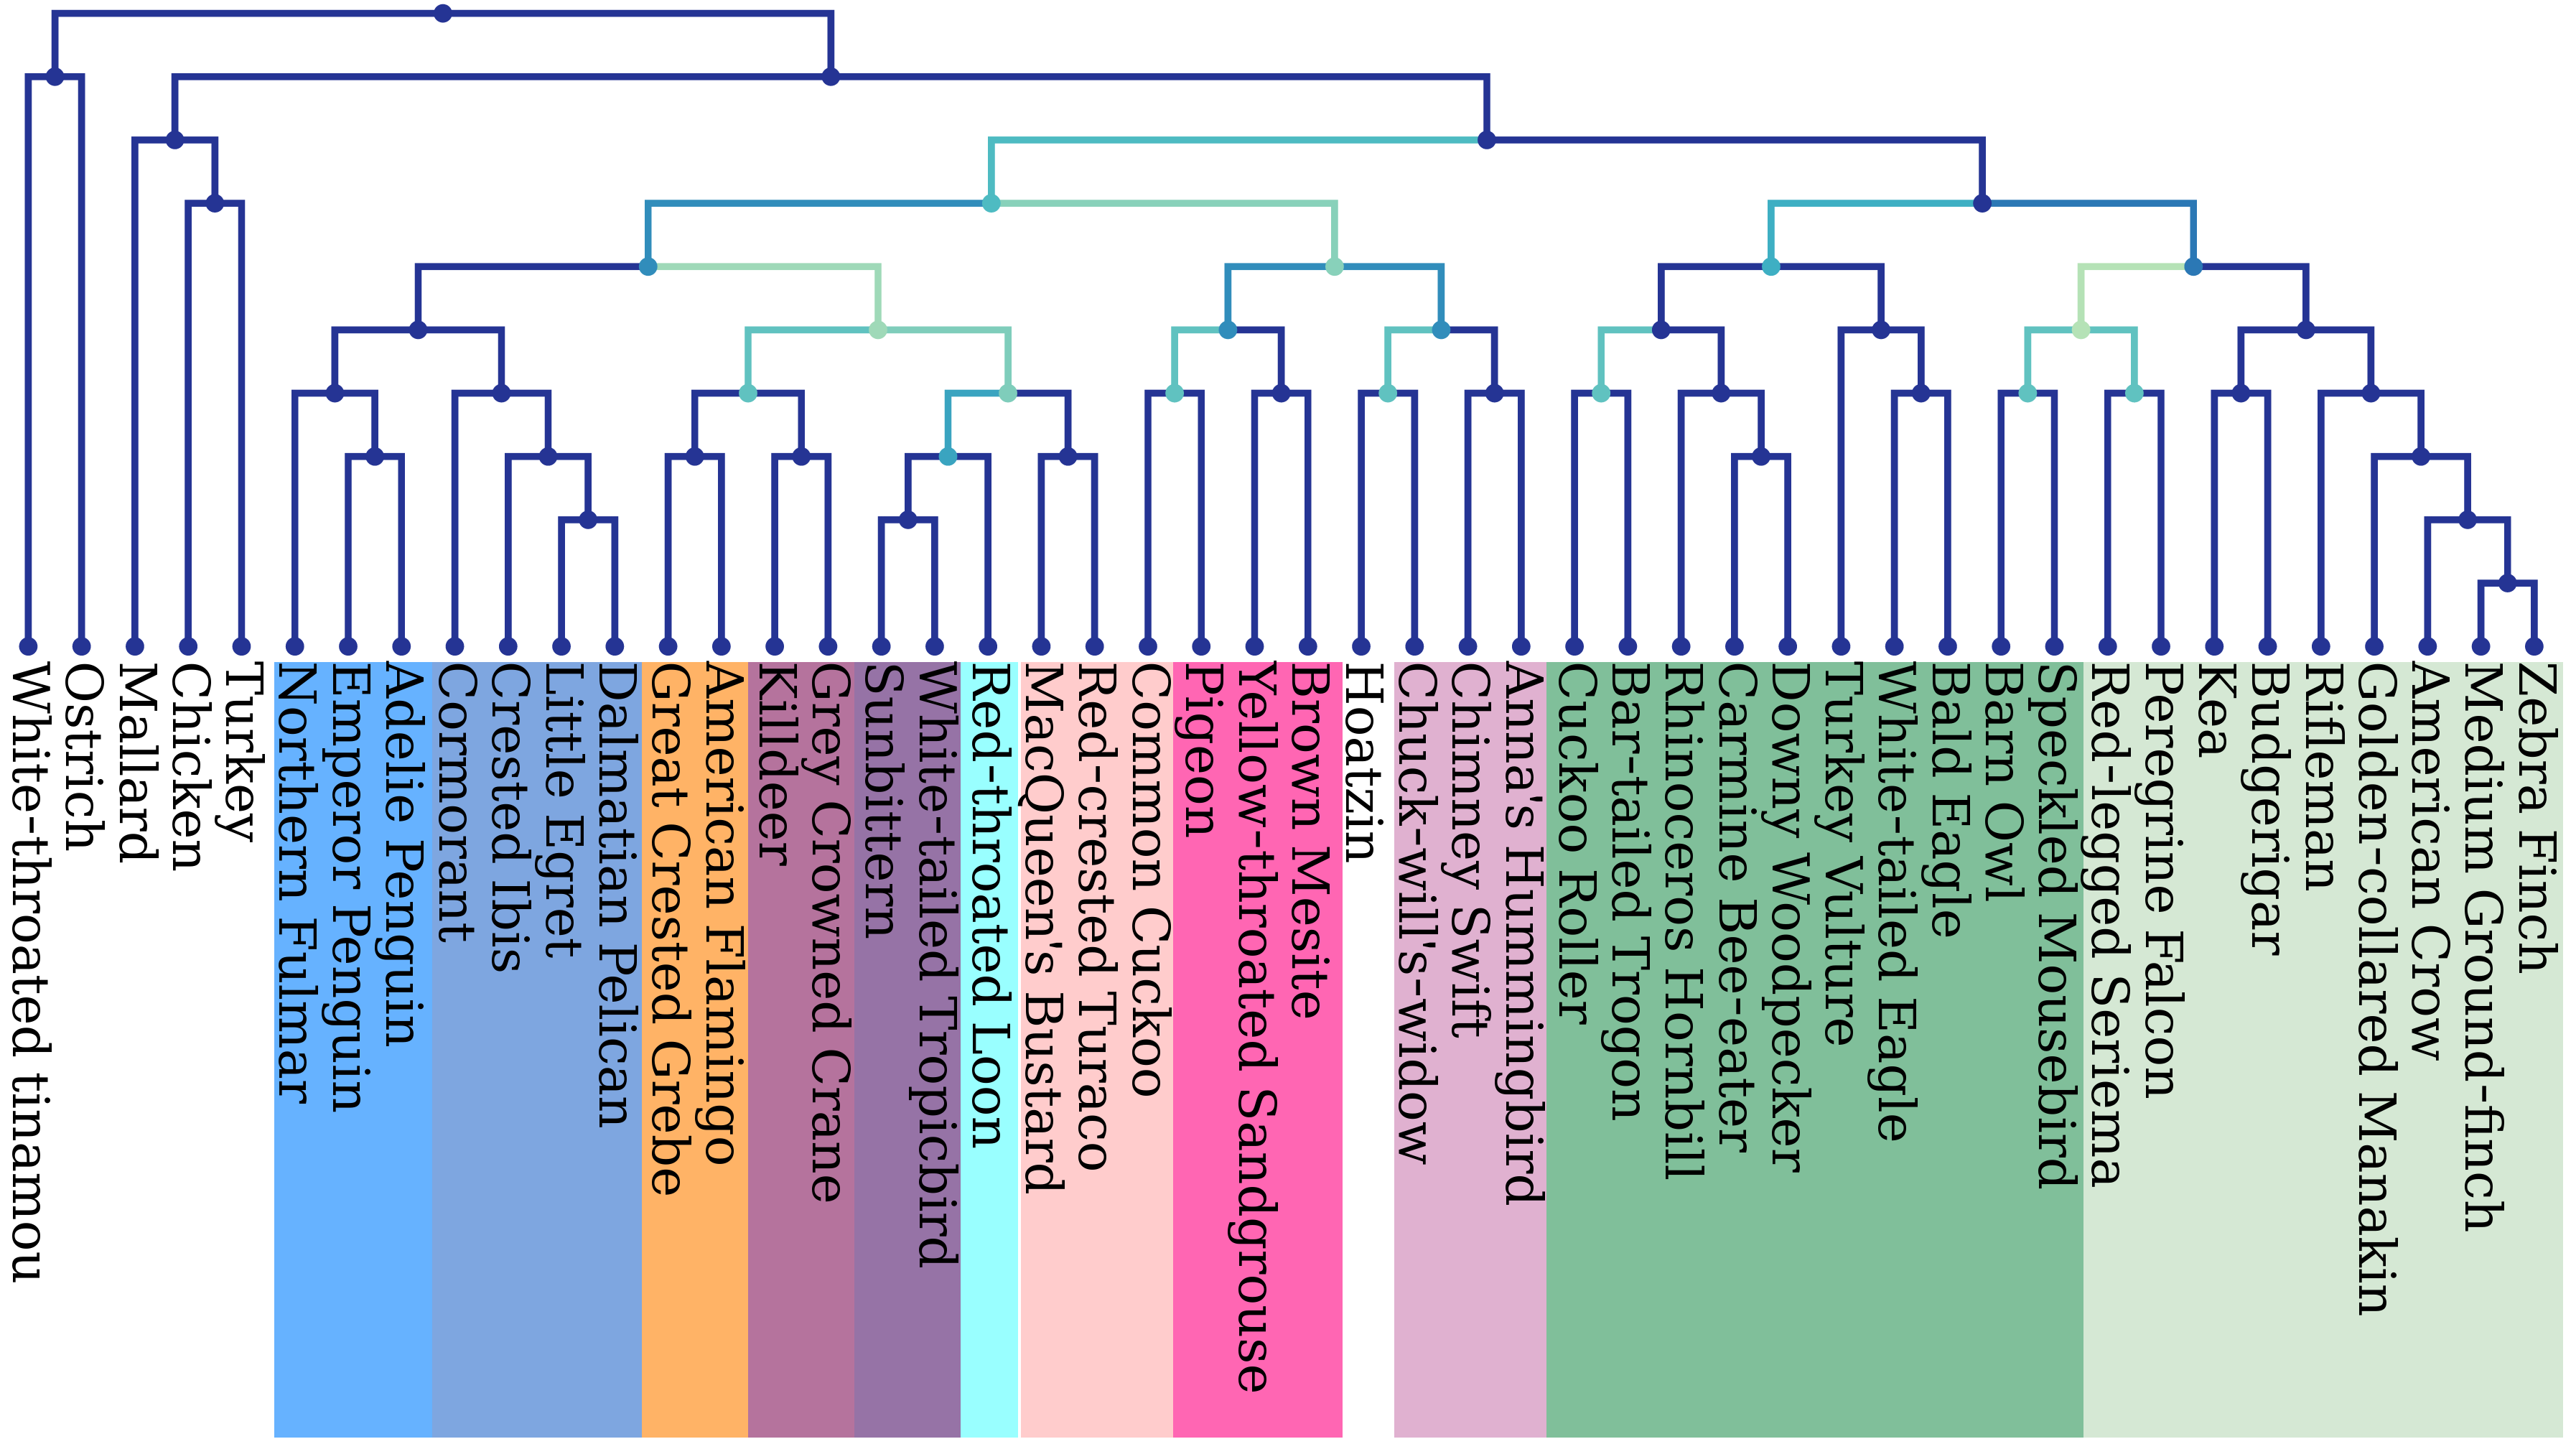 White-throated tinamou
Ostrich
Mallard
Chicken
Turkey
Northern Fulmar
Emperor Penguin
Adelie Penguin
Cormorant
Crested Ibis
Little Egret
Dalmatian Pelican
Great Crested Grebe
American Flamingo
Killdeer
Grey Crowned Crane
Sunbittern
White-tailed Tropicbird
Red-throated Loon
MacQueen's Bustard
Red-crested Turaco
Common Cuckoo
Pigeon
Yellow-throated Sandgrouse
Brown Mesite
Hoatzin
Chuck-will's-widow
Chimney Swift
Anna's Hummingbird
Cuckoo Roller
Bar-tailed Trogon
Rhinoceros Hornbill
Carmine Bee-eater
Downy Woodpecker
Turkey Vulture
White-tailed Eagle
Bald Eagle
Barn Owl
Speckled Mousebird
Red-legged Seriema
Peregrine Falcon
Kea
Budgerigar
Rifleman
Golden-collared Manakin
American Crow
Medium Ground-finch
Zebra Finch